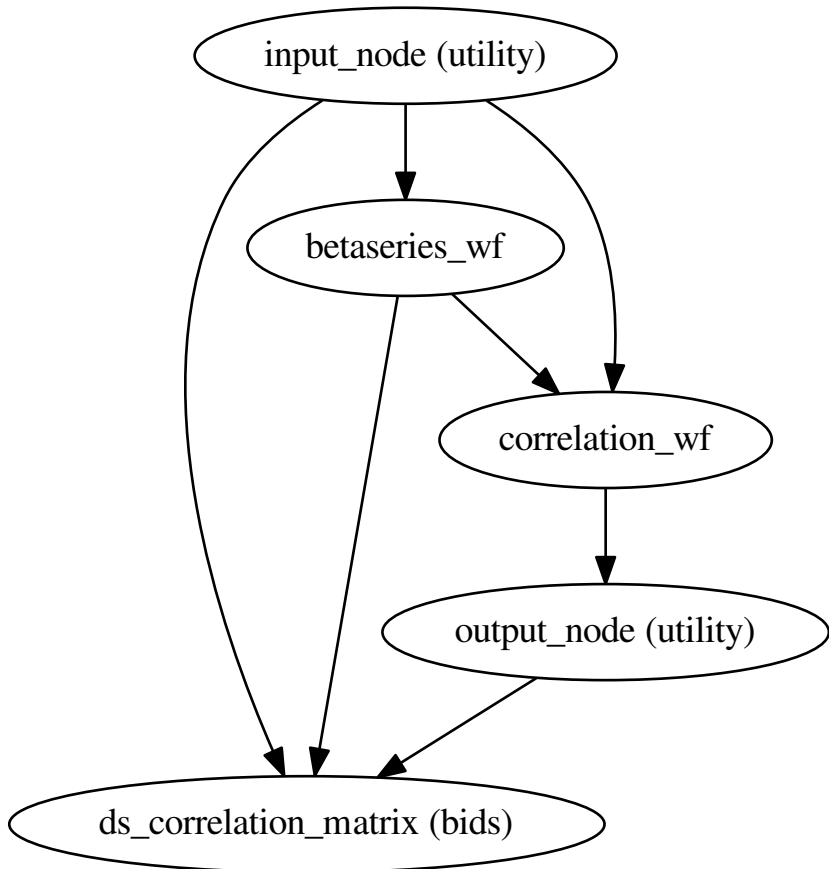 input_node (utility)
betaseries_wf
correlation_wf
output_node (utility)
ds_correlation_matrix (bids)